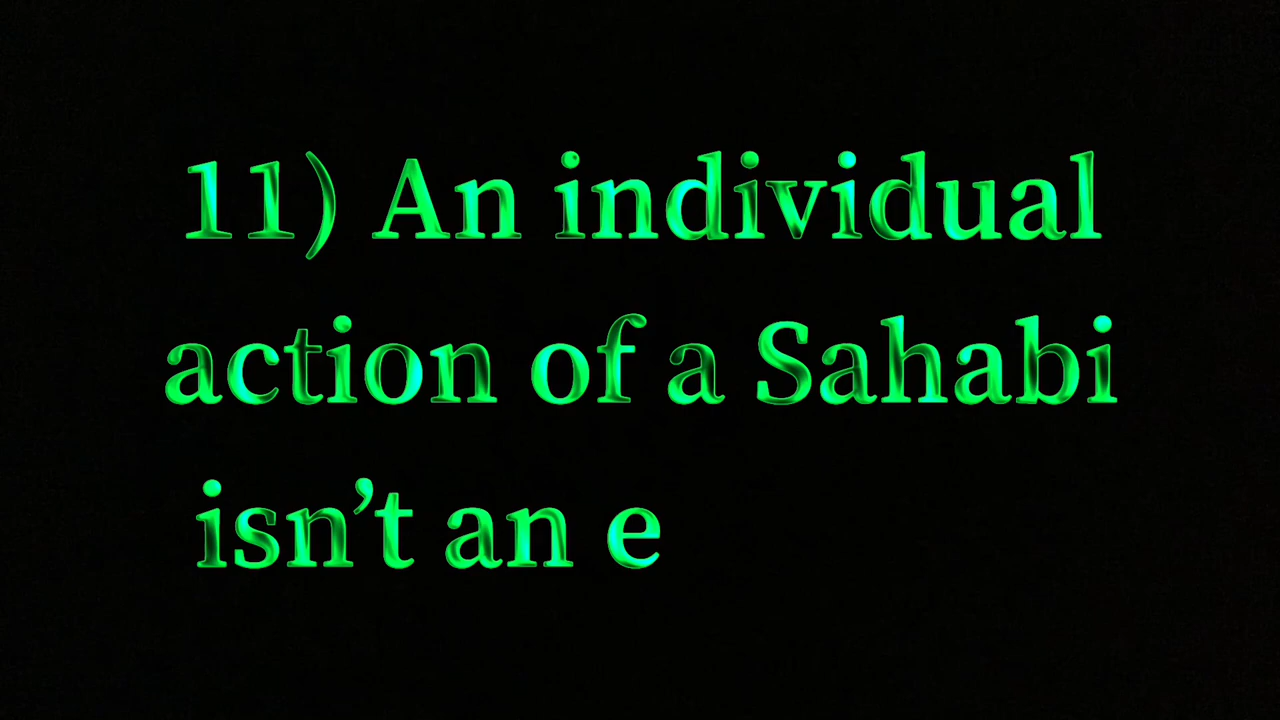 11) An individual
action of a Sahabi
isn’t an e